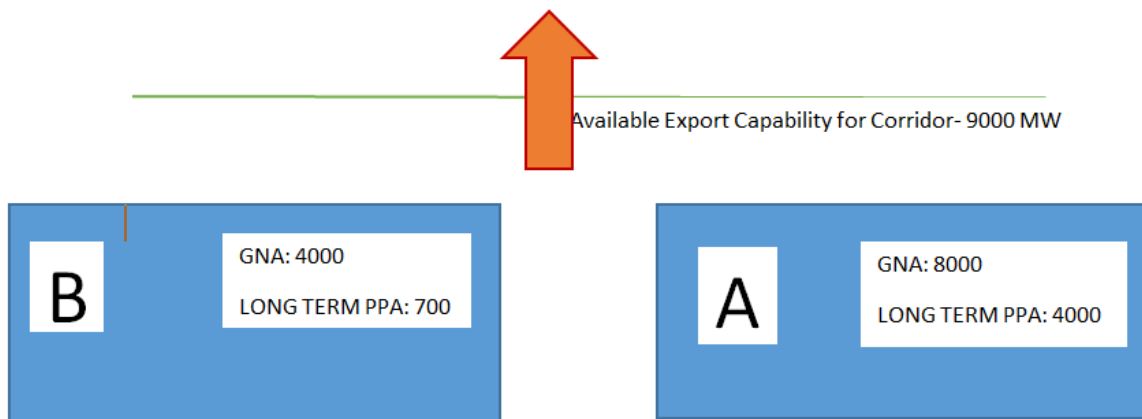 Available Export Capability for Corridor- 9000 MW
B
GNA: 4000
LONG TERM PPA: 700
A
GNA: 8000
LONG TERM PPA: 4000